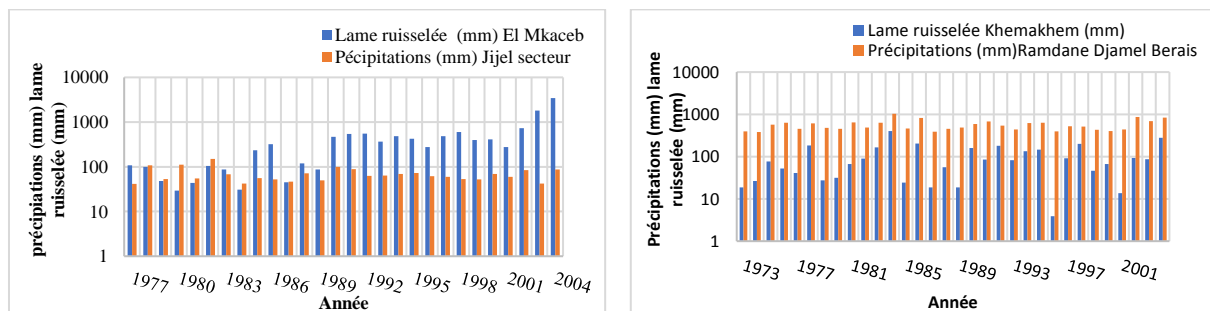 Lame ruisselée (mm) El Mkaceb
Pécipitations (mm) Jijel secteur
précipiations (mm) lame
ruisselée (mm)
10000
1000
100
10
1
1977 1980 1983 1986 1989 1992 1995 1998 2001 2004
Année
Lame ruisselée Khemakhem (mm)
Précipitations (mm)Ramdane Djamel Berais
Précipitations (mm) lame
ruisselée (mm)
10000
1000
100
10
1
1973 1977 1981 1985 1989 1993 1997 2001
Année